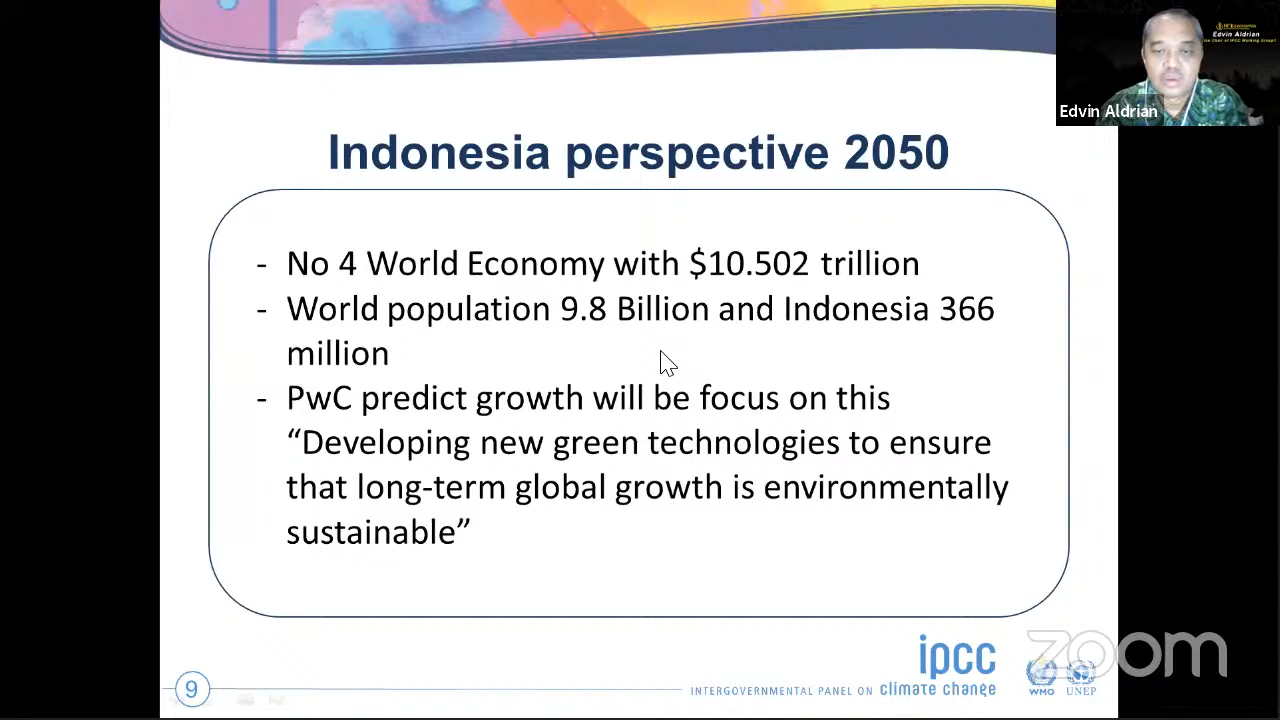 Edvin Aldrian
Edvin Aldrian
Indonesia perspective 2050
- No 4 World Economy with $10.502 trillion
- World population 9.8 Billion and Indonesia 366
million
- PwC predict growth will be focus on this
“Developing new green technologies to ensure
that long-term global growth is environmentally
sustainable”
ipcc
INTERGOVERNMENTAL PANEL ON climate change
WMO
UNEP
zoom
9